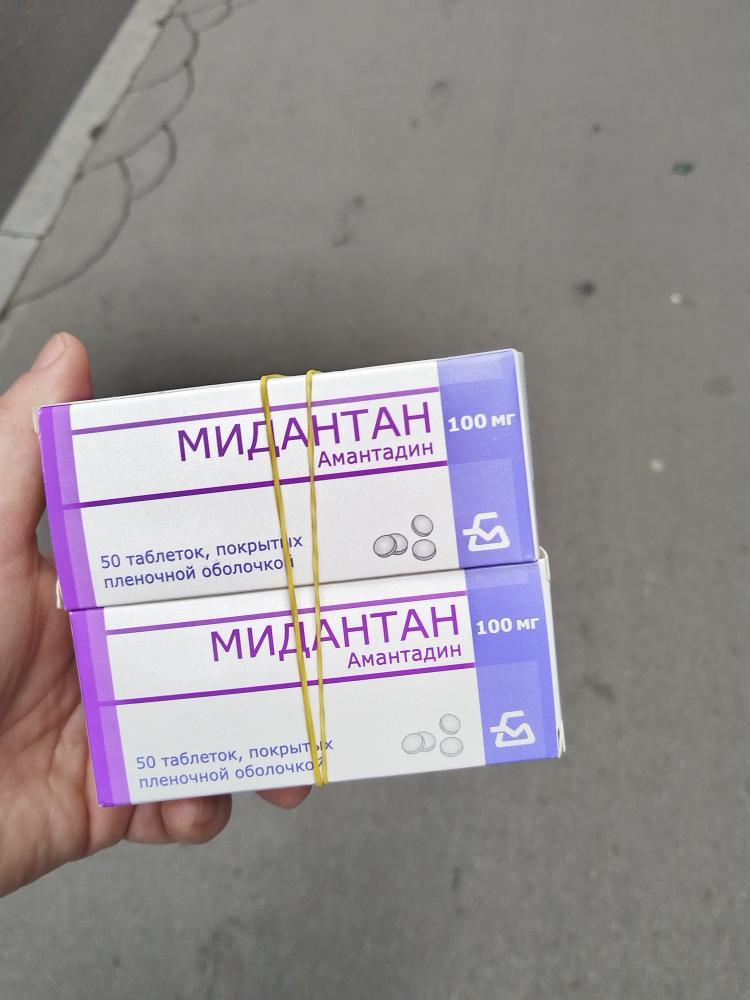 МИДАНТАН
Амантадин
100 мг
50 таблеток, покрытых
пленочной оболочкой
МИДАНТАН
Амантадин
100 мг
50 таблеток, покрытых
пленочной оболочкой